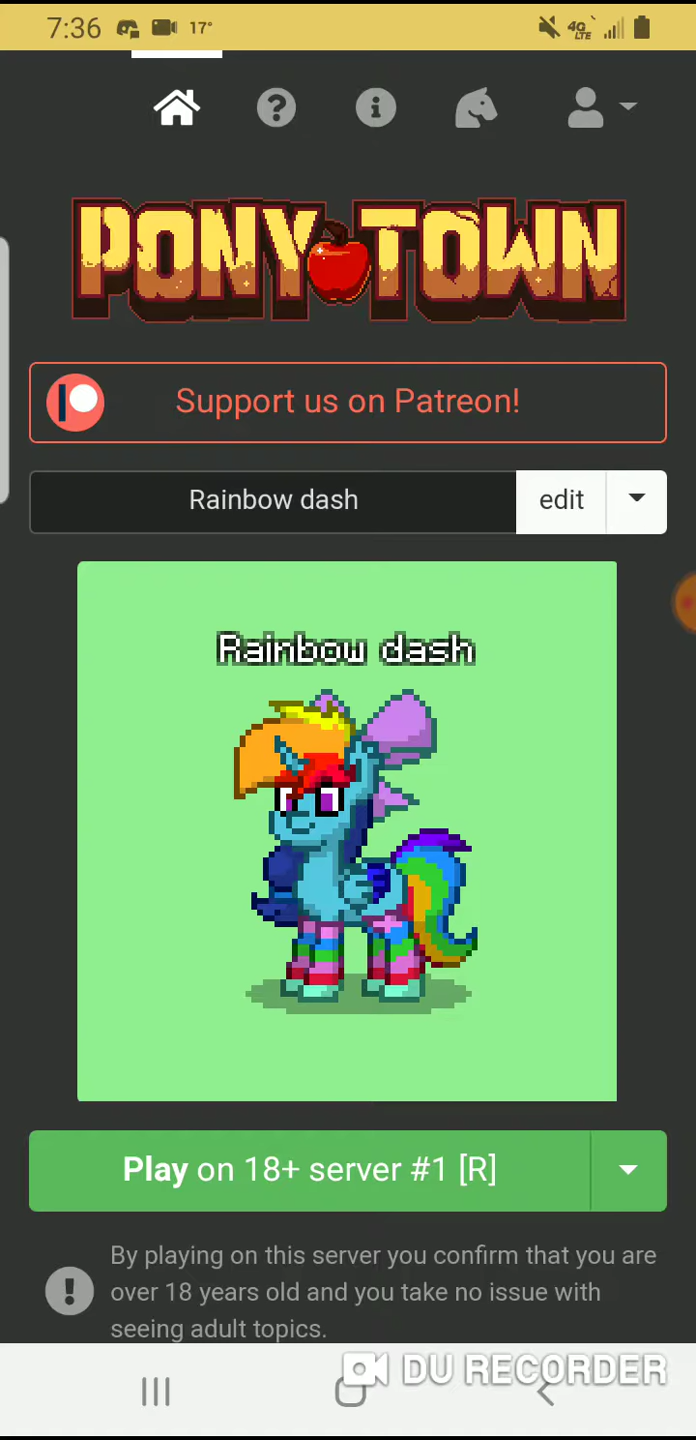 7:36 17°
4G LTE
PONY TOWN
Support us on Patreon!
Rainbow dash edit
Rainbow dash
Play on 18+ server #1 [R]
By playing on this server you confirm that you are
over 18 years old and you take no issue with
seeing adult topics.
DU RECORDER